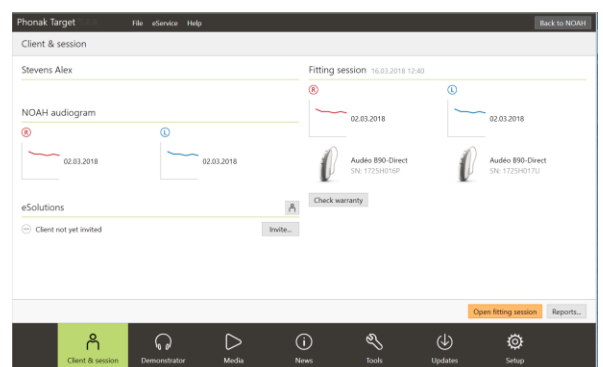 Phonak Target
File eService Help
Back to NOAH
Client & session
Stevens Alex
NOAH audiogram
R
02.03.2018
L
02.03.2018
eSolutions
Client not yet invited
Invite...
Fitting session 16.03.2018 12:40
R
02.03.2018
L
02.03.2018
Audéo B90-Direct
SN: 1725H016P
Audéo B90-Direct
SN: 1725H017U
Check warranty
Open fitting session
Reports...
Client & session
Demonstrator
Media
News
Tools
Updates
Setup